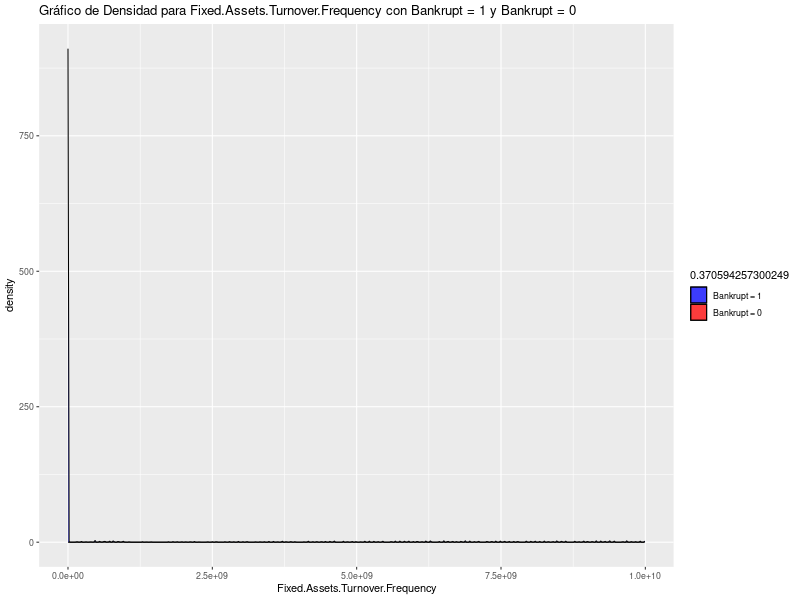 Gráfico de Densidad para Fixed.Assets.Turnover.Frequency con Bankrupt = 1 y Bankrupt = 0
750
500
250
0
density
0.0e+00 2.5e+09 5.0e+09 7.5e+09 1.0e+10
Fixed.Assets.Turnover.Frequency
0.370594257300249
Bankrupt = 1
Bankrupt = 0